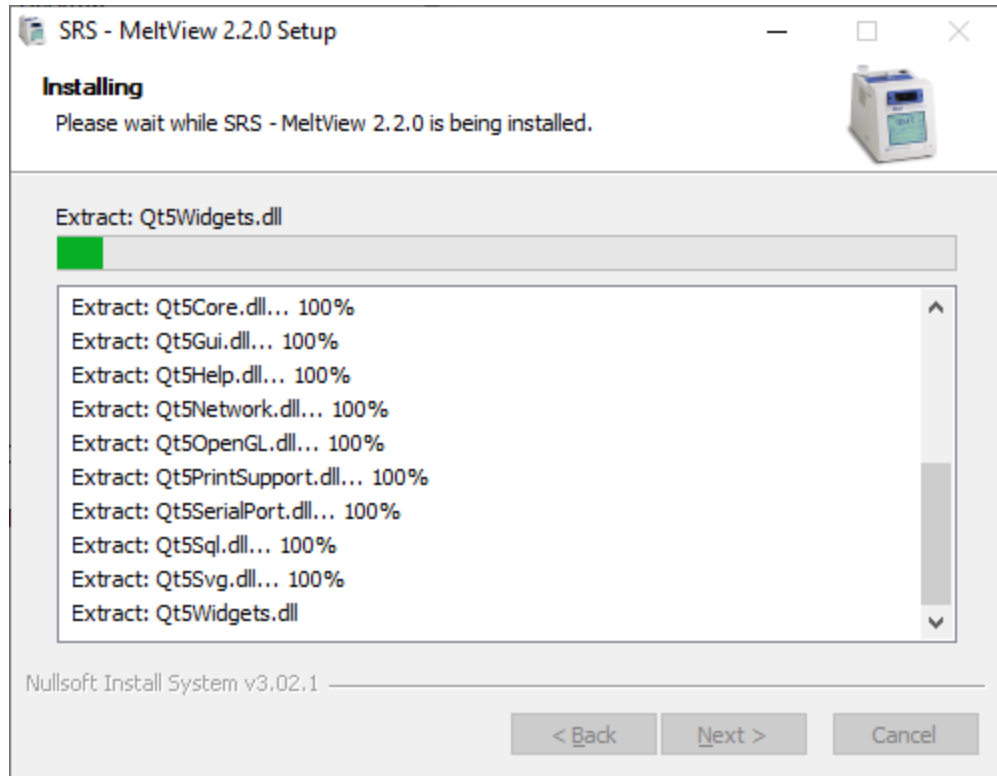 SRS - MeltView 2.2.0 Setup
Installing
Please wait while SRS - MeltView 2.2.0 is being installed.
Extract: Qt5Widgets.dll
Extract: Qt5Core.dll... 100%
Extract: Qt5Gui.dll... 100%
Extract: Qt5Help.dll... 100%
Extract: Qt5Network.dll... 100%
Extract: Qt5OpenGL.dll... 100%
Extract: Qt5PrintSupport.dll... 100%
Extract: Qt5SerialPort.dll... 100%
Extract: Qt5Sql.dll... 100%
Extract: Qt5Svg.dll... 100%
Extract: Qt5Widgets.dll
Nullsoft Install System v3.02.1
< Back Next > Cancel